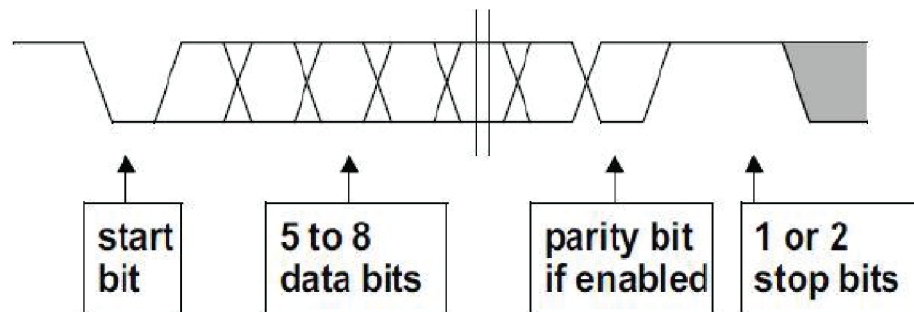 start
bit
5 to 8
data bits
parity bit
if enabled
1 or 2
stop bits